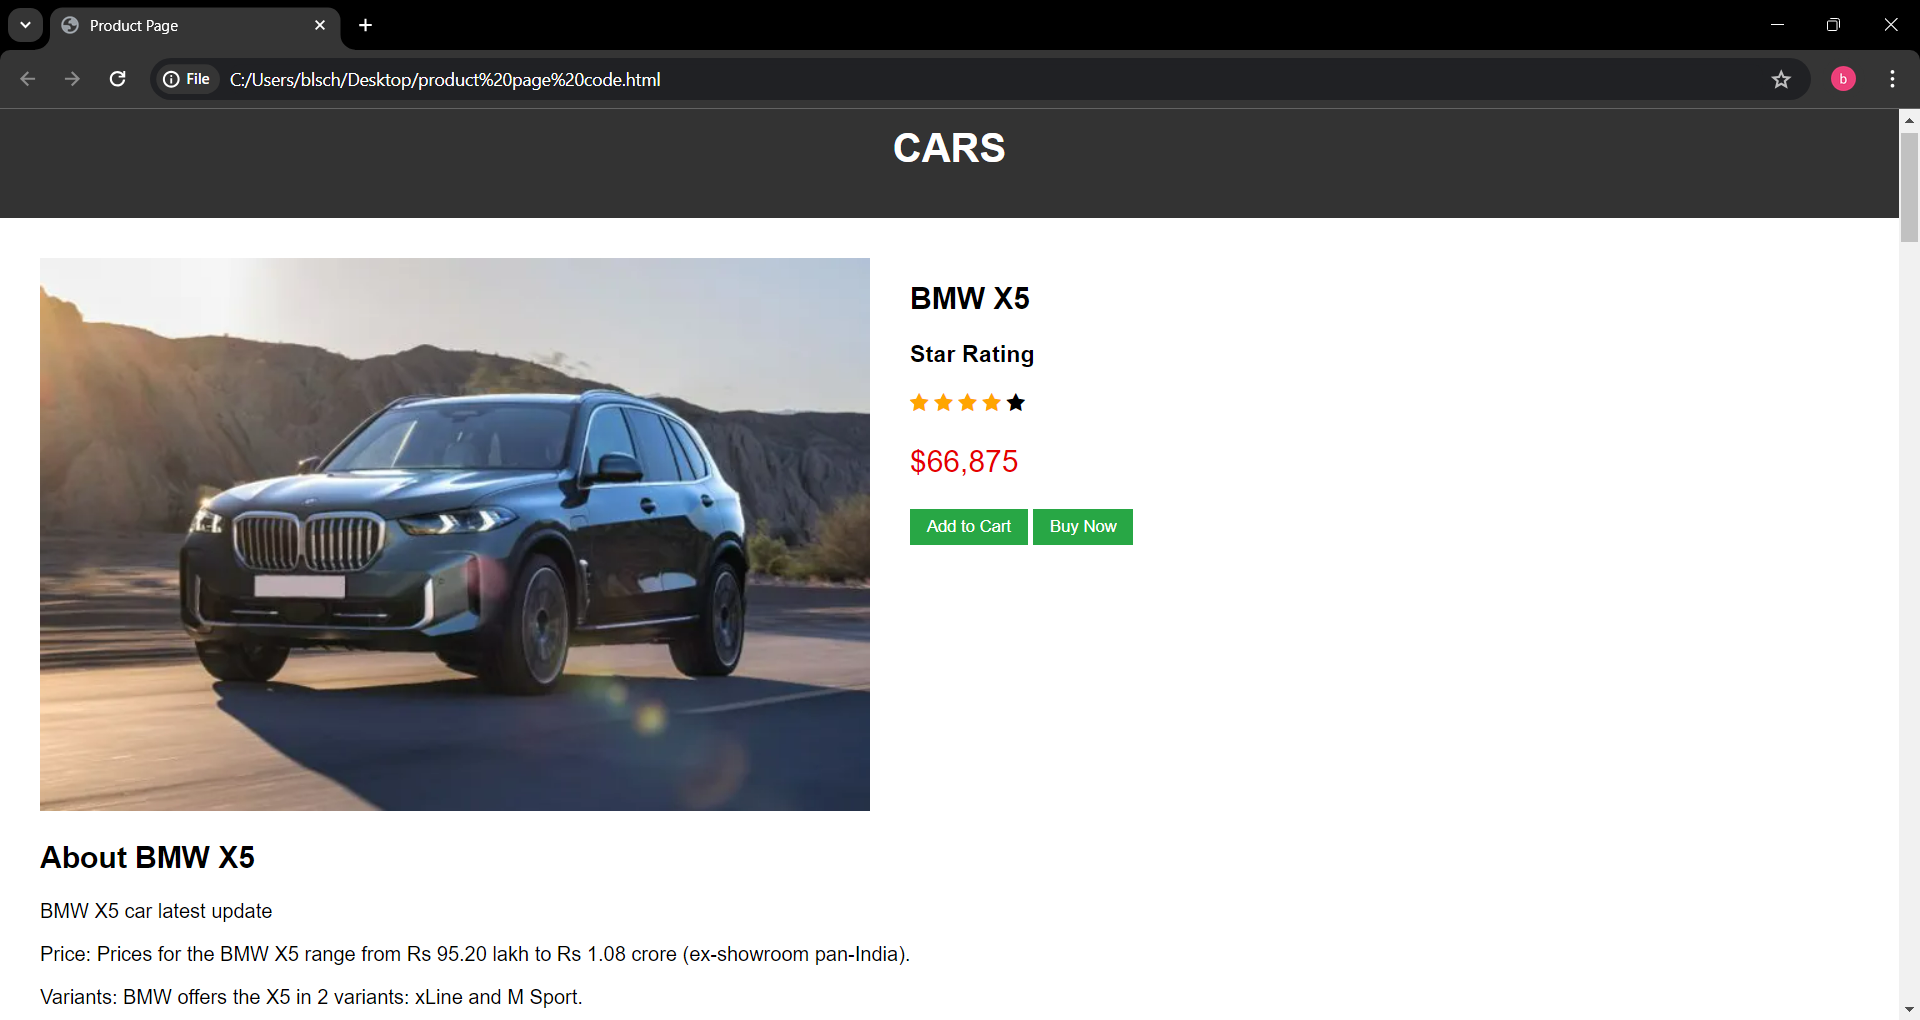 Product Page
File C:/Users/blsch/Desktop/product%20page%20code.html
b
CARS
BMW X5
Star Rating
$66,875
Add to Cart Buy Now
About BMW X5
BMW X5 car latest update
Price: Prices for the BMW X5 range from Rs 95.20 lakh to Rs 1.08 crore (ex-showroom pan-India).
Variants: BMW offers the X5 in 2 variants: xLine and M Sport.